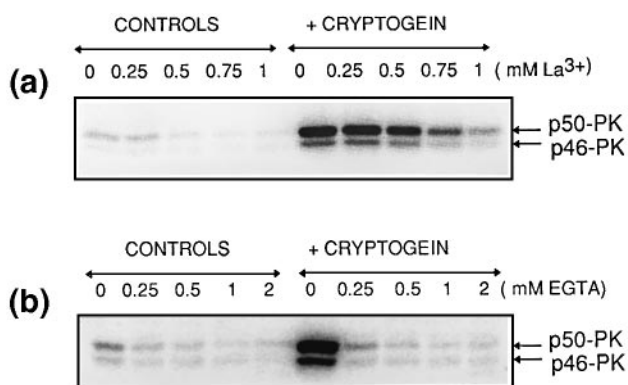 CONTROLS + CRYPTOGEIN
0 0.25 0.5 0.75 1 0 0.25 0.5 0.75 1 ( mM La3+)
(a)
p50-PK
p46-PK
CONTROLS + CRYPTOGEIN
0 0.25 0.5 1 2 0 0.25 0.5 1 2 ( mM EGTA)
(b)
p50-PK
p46-PK